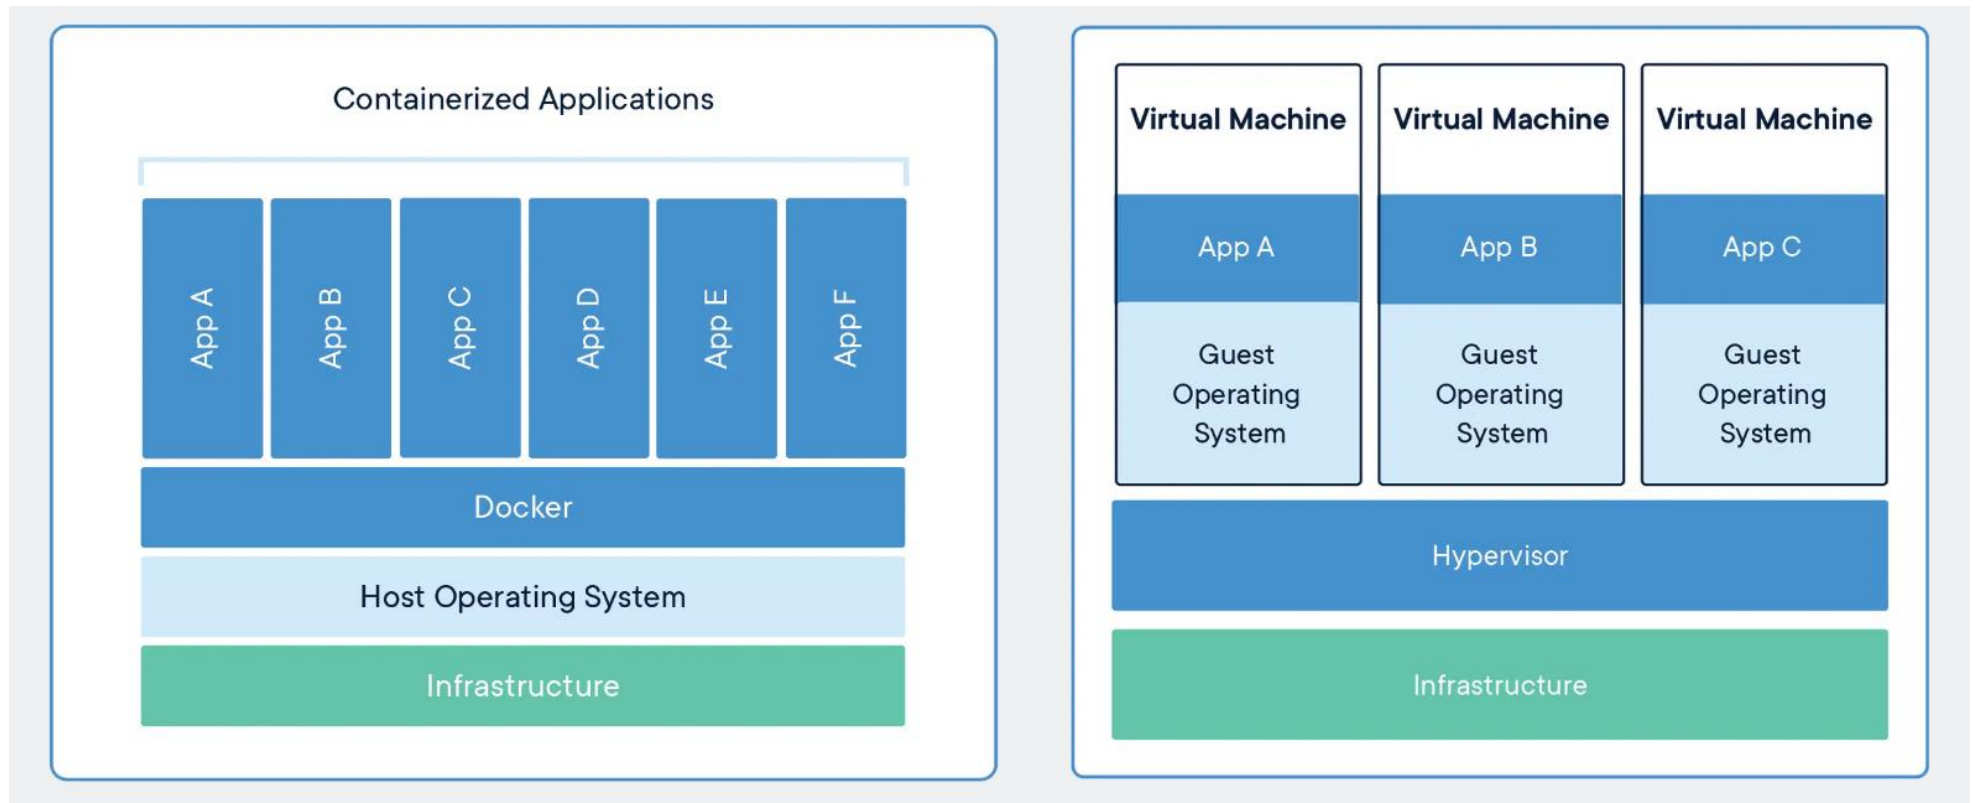 Containerized Applications
App A
App B
App C
App D
App E
App F
Docker
Host Operating System
Infrastructure
Virtual Machine
App A
Guest
Operating
System
Virtual Machine
App B
Guest
Operating
System
Virtual Machine
App C
Guest
Operating
System
Hypervisor
Infrastructure